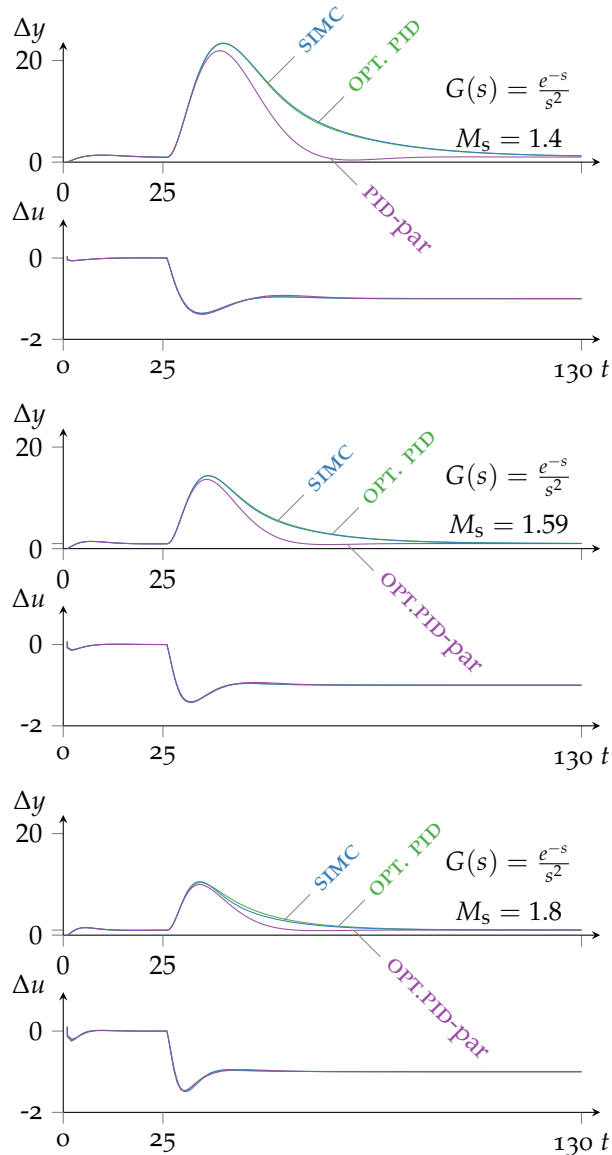 Δy
20
0
0
25
SIMC
OPT. PID
PID-par
G(s) = e^{-s}/s^2
M_s = 1.4
Δu
0
-2
0
25
130 t
Δy
20
0
0
25
SIMC
OPT. PID
OPT.PID-par
G(s) = e^{-s}/s^2
M_s = 1.59
Δu
0
-2
0
25
130 t
Δy
20
0
0
25
SIMC
OPT. PID
OPT.PID-par
G(s) = e^{-s}/s^2
M_s = 1.8
Δu
0
-2
0
25
130 t